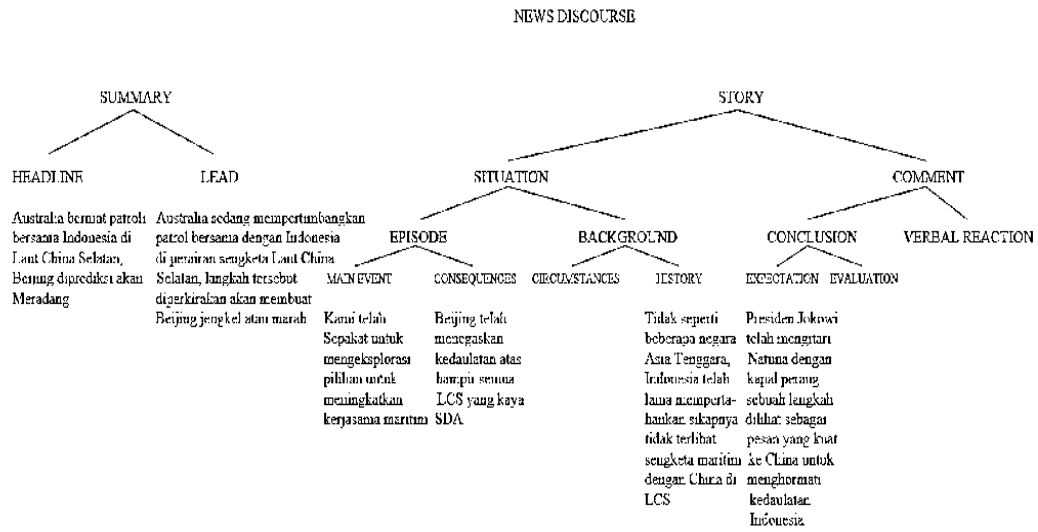 NEWS DISCOURSE
SUMMARY
STORY
HEADLINE
LEAD
SITUATION
COMMENT
Australia berniat patroli
bersama Indonesia di
Laut China Selatan,
Beijing diprediksi akan
Meradang
Australia sedang mempertimbangkan
patrol bersama dengan Indonesia
di perairan sengketa Laut China
Selatan, langkah tersebut
diperkirakan akan membuat
Beijing jengkel atau marah
EPISODE
BACKGROUND
CONCLUSION
VERBAL REACTION
MAIN EVENT
CONSEQUENCES
CIRCUMSTANCES
HISTORY
EXPECTATION
EVALUATION
Kami telah
Sepakat untuk
mengeksplorasi
pilihan untuk
meningkatkan
kerjasama maritim
Beijing telah
menegaskan
kedaulatan atas
hampir semua
LCS yang kaya
SDA
Tidak seperti
beberapa negara
Asia Tenggara,
Indonesia telah
lama memperta-
hankan sikapnya
tidak terlibat
sengketa maritim
dengan China di
LCS
Presiden Jokowi
telah mengitari
Natuna dengan
kapal perang
sebuah langkah
dilihat sebagai
pesan yang kuat
ke China untuk
menghormati
kedaulatan
Indonesia